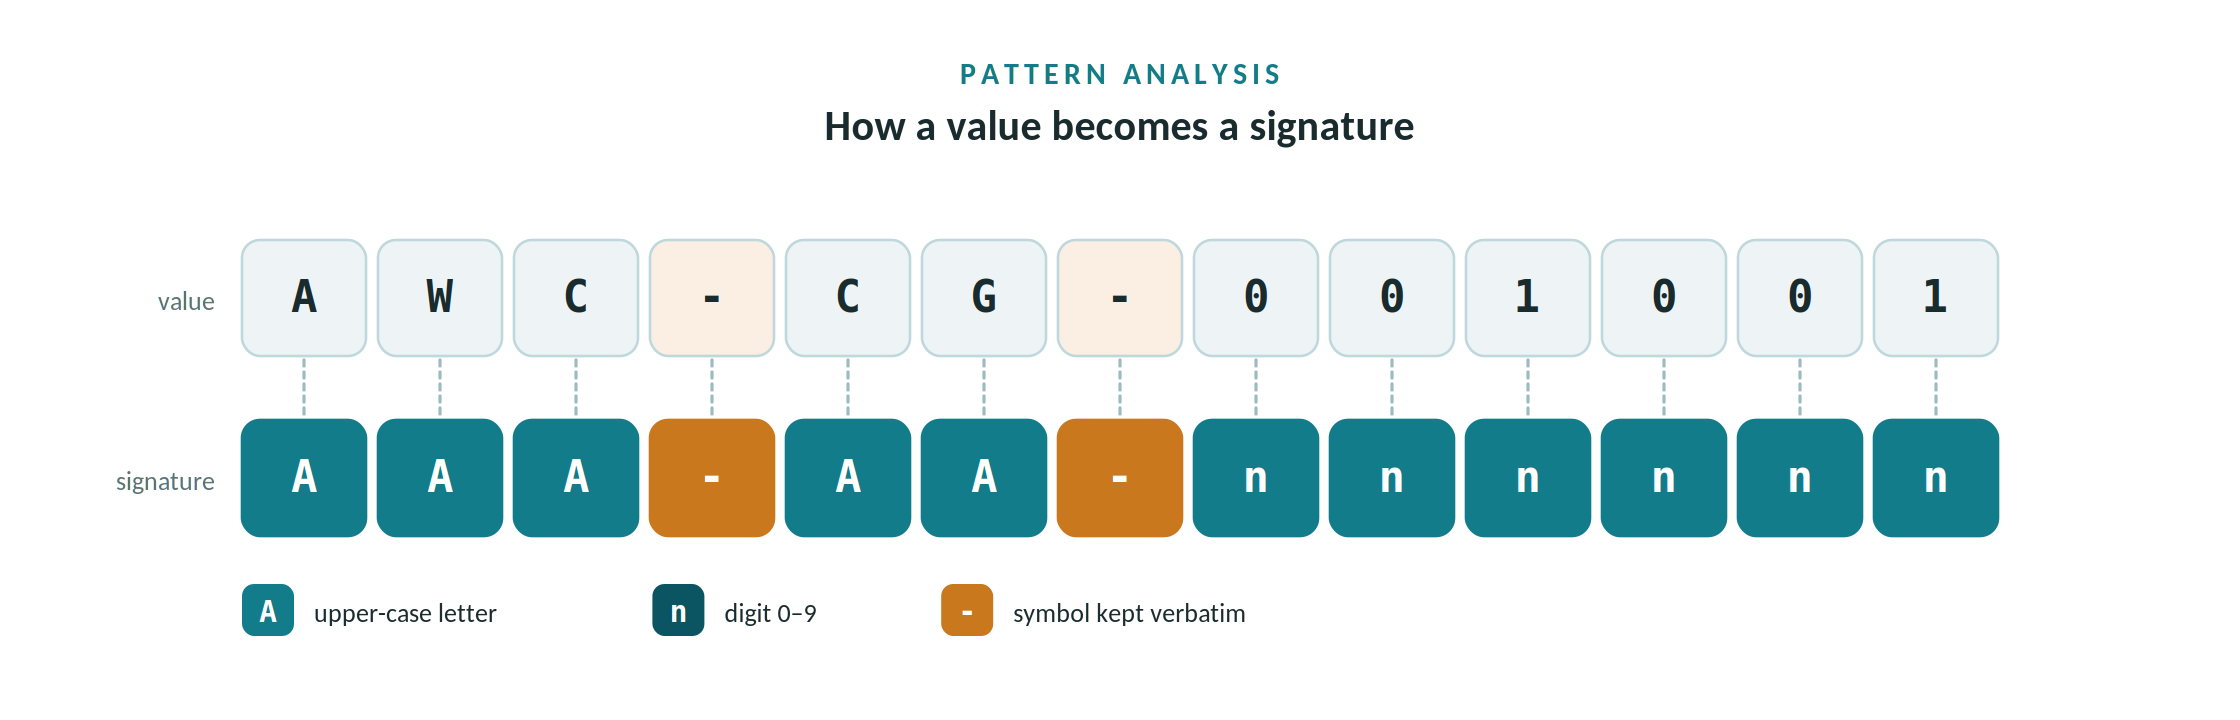 PATTERN ANALYSIS
How a value becomes a signature
value A W C - C G - 0 0 1 0 0 1
signature A A A - A A - n n n n n n
A upper-case letter n digit 0–9 - symbol kept verbatim